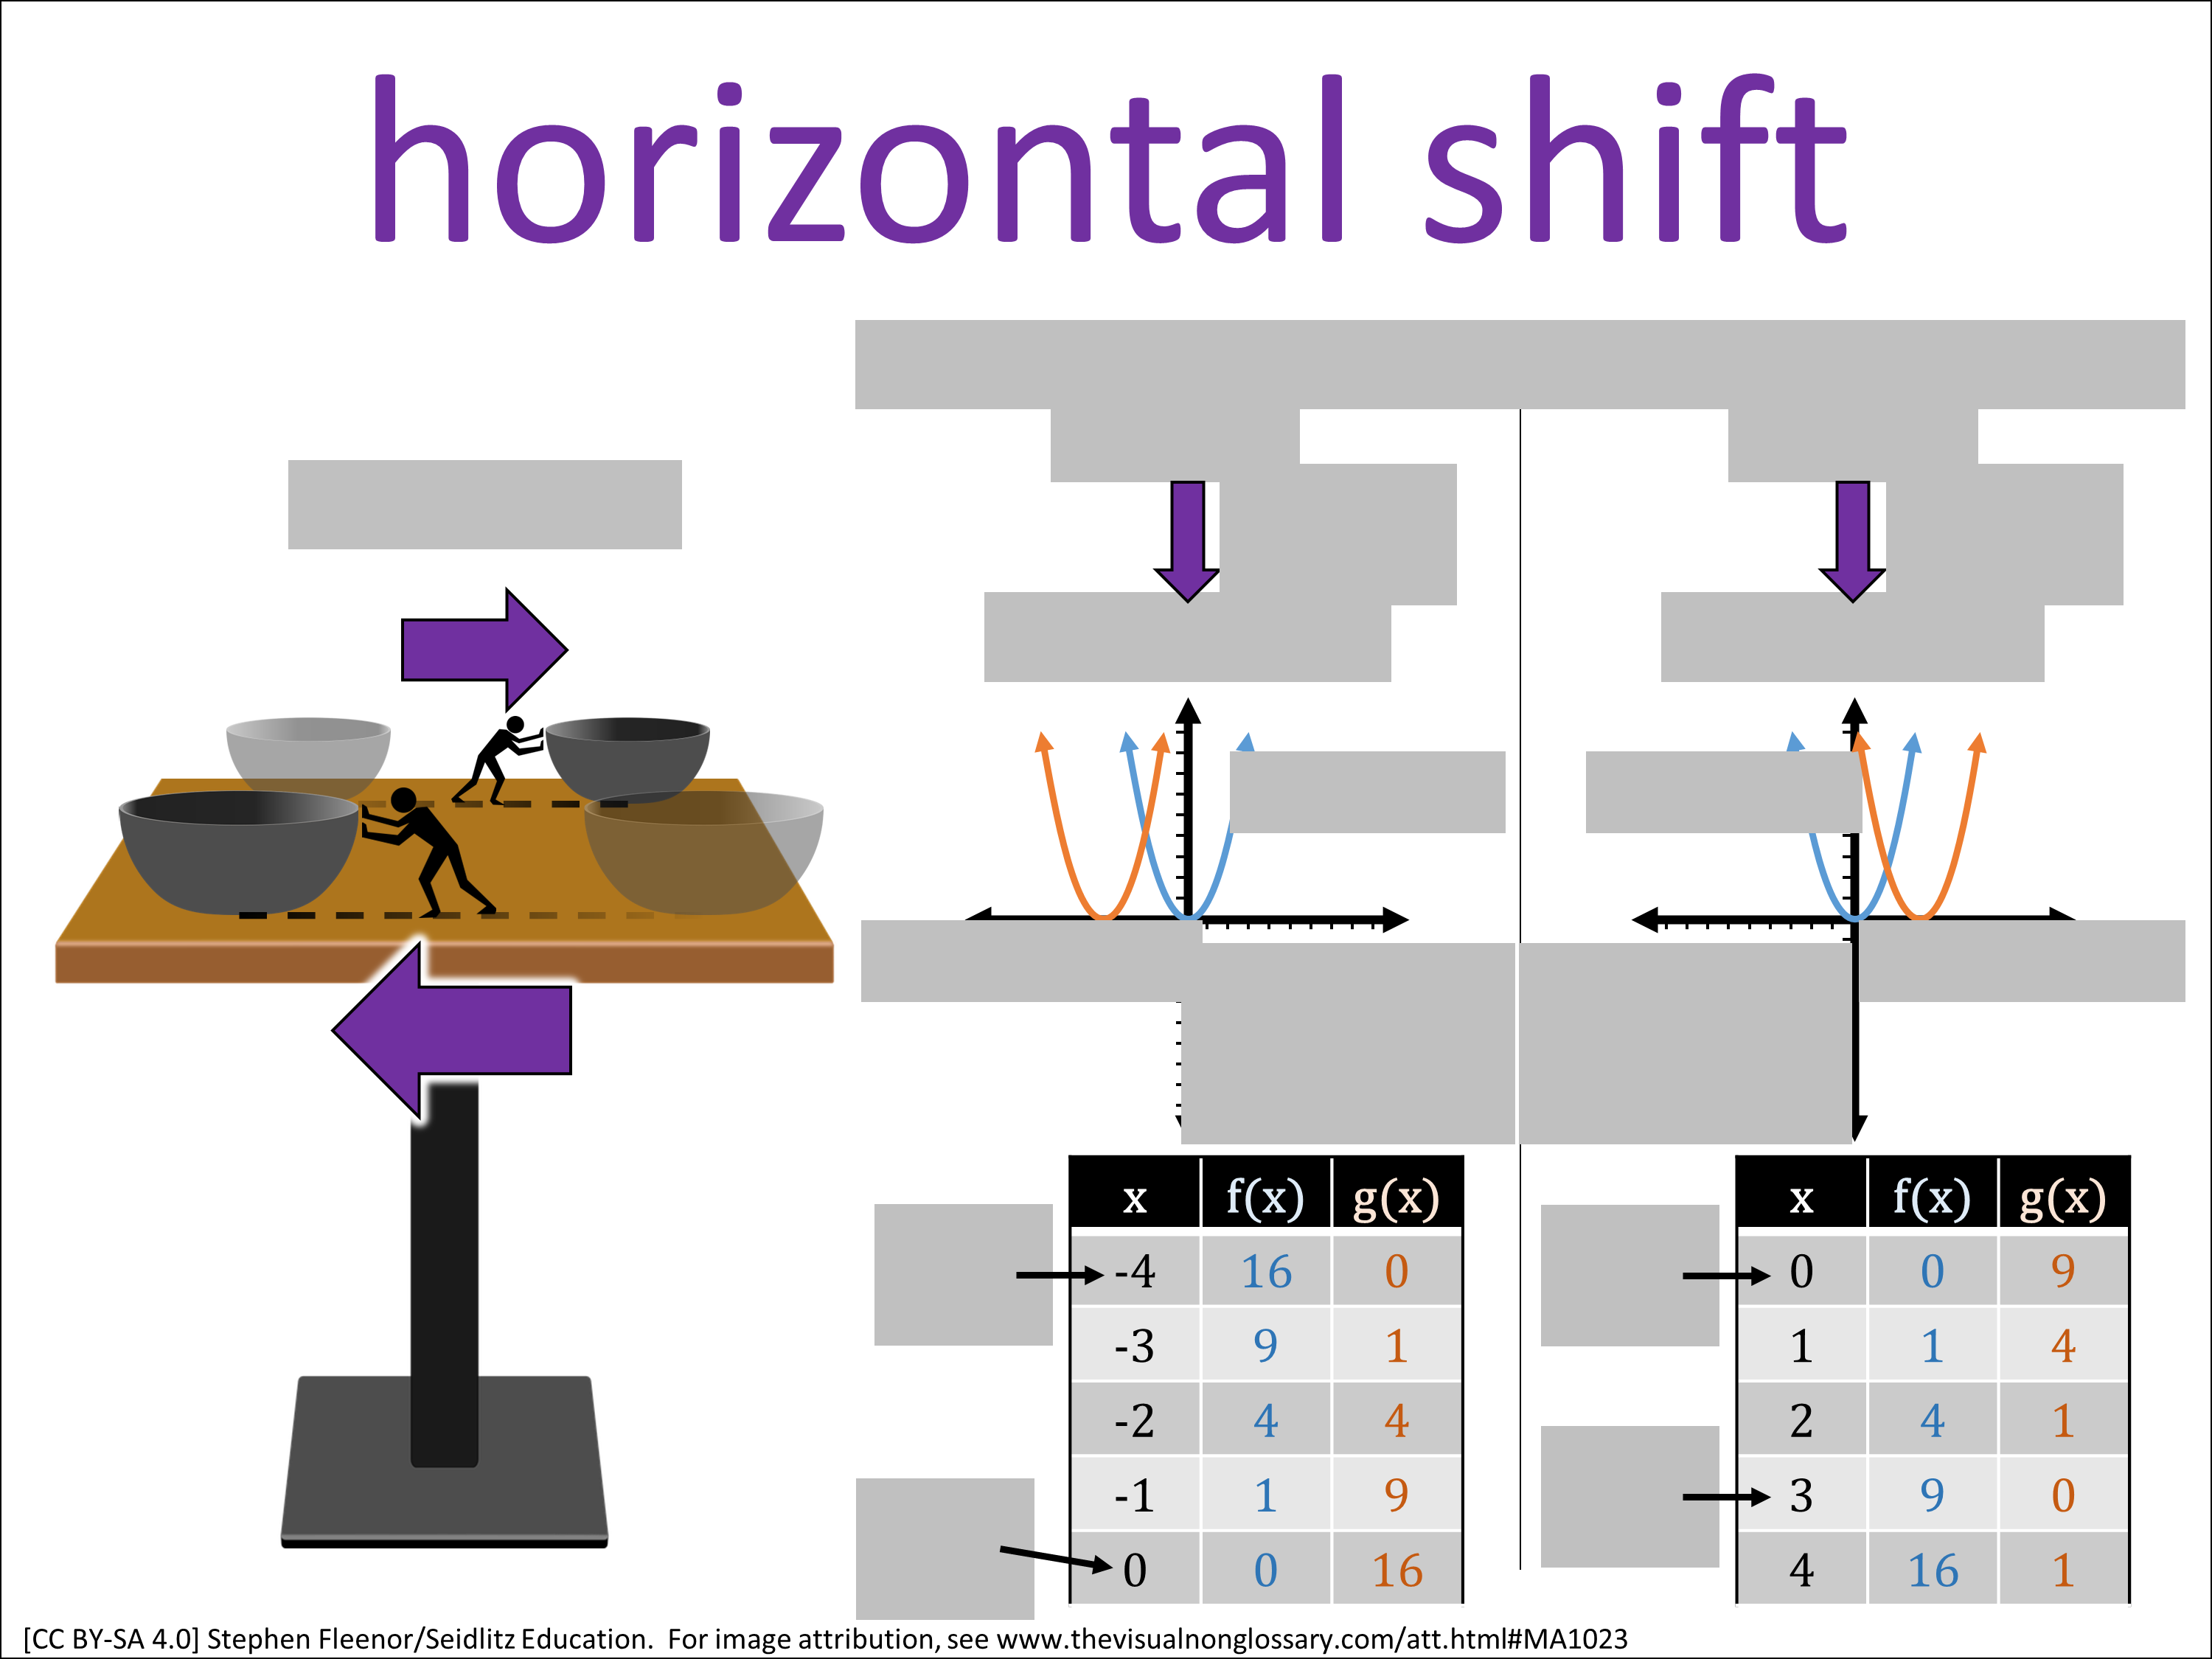 horizontal shift
x f(x) g(x)
-4 16 0
-3 9 1
-2 4 4
-1 1 9
0 0 16
x f(x) g(x)
0 0 9
1 1 4
2 4 1
3 9 0
4 16 1
[CC BY-SA 4.0] Stephen Fleenor/Seidlitz Education. For image attribution, see www.thevisualnonglossary.com/att.html#MA1023